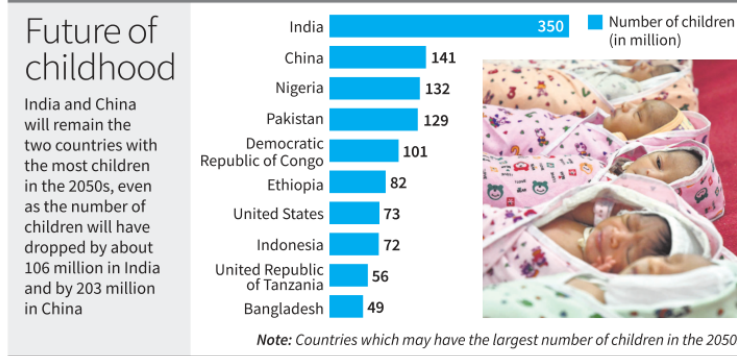 Future of
childhood
India and China
will remain the
two countries with
the most children
in the 2050s, even
as the number of
children will have
dropped by about
106 million in India
and by 203 million
in China
India 350
China 141
Nigeria 132
Pakistan 129
Democratic
Republic of Congo 101
Ethiopia 82
United States 73
Indonesia 72
United Republic
of Tanzania 56
Bangladesh 49
Number of children
(in million)
Note: Countries which may have the largest number of children in the 2050